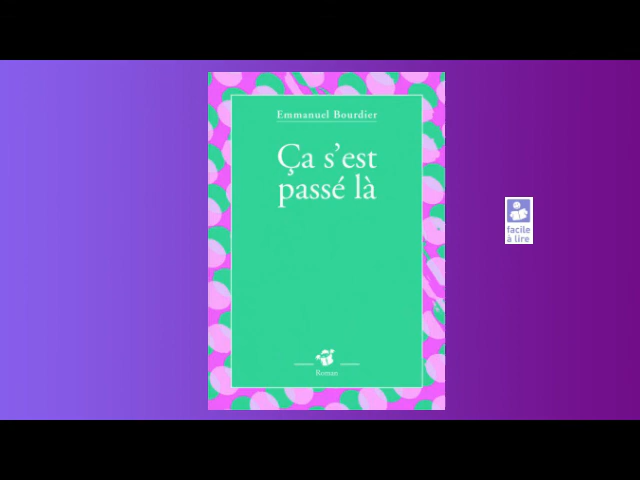 Emmanuel Bourdier
Ça s'est
passé là
Roman
facile
à lire